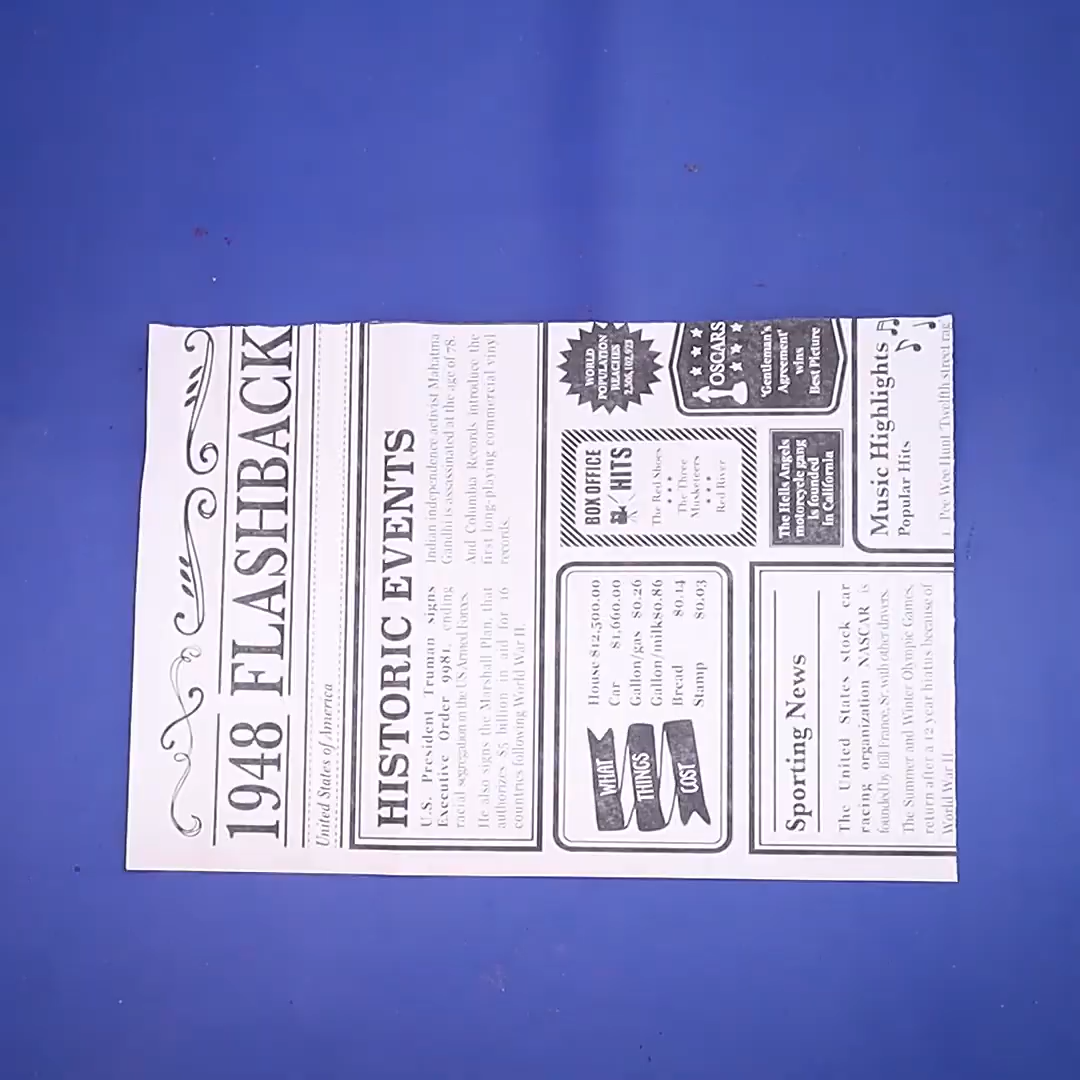 1948 FLASHBACK
United States of America
HISTORIC EVENTS
U.S. President Truman signs
Executive Order 9981, ending
racial segregation in the US Armed Forces.
He also signs the Marshall Plan, that
authorizes $5 billion in aid for 16
countries following World War II.
Indian independence activist Mahatma
Gandhi is assassinated at the age of 78.
And Columbia Records introduce the
first long-playing commercial vinyl
records.
WHAT
THINGS
COST
House $12,500.00
Car $1,660.00
Gallon/gas $0.26
Gallon/milk$0.86
Bread $0.14
Stamp $0.03
BOX OFFICE
HITS
The Red Shoes
The Three
Musketeers
Red River
WORLD
POPULATION
REACHES
OSCARS
'Gentleman's
Agreement'
wins
Best Picture
The Hells Angels
motorcycle gang
is founded
in California
Sporting News
The United States stock car
racing organization NASCAR is
founded by Bill France, Sr. with other drivers.
The Summer and Winter Olympic Games,
return after a 12 year hiatus because of
World War II.
Music Highlights
Popular Hits
1. Pee Wee Hunt 'Twelfth street rag'